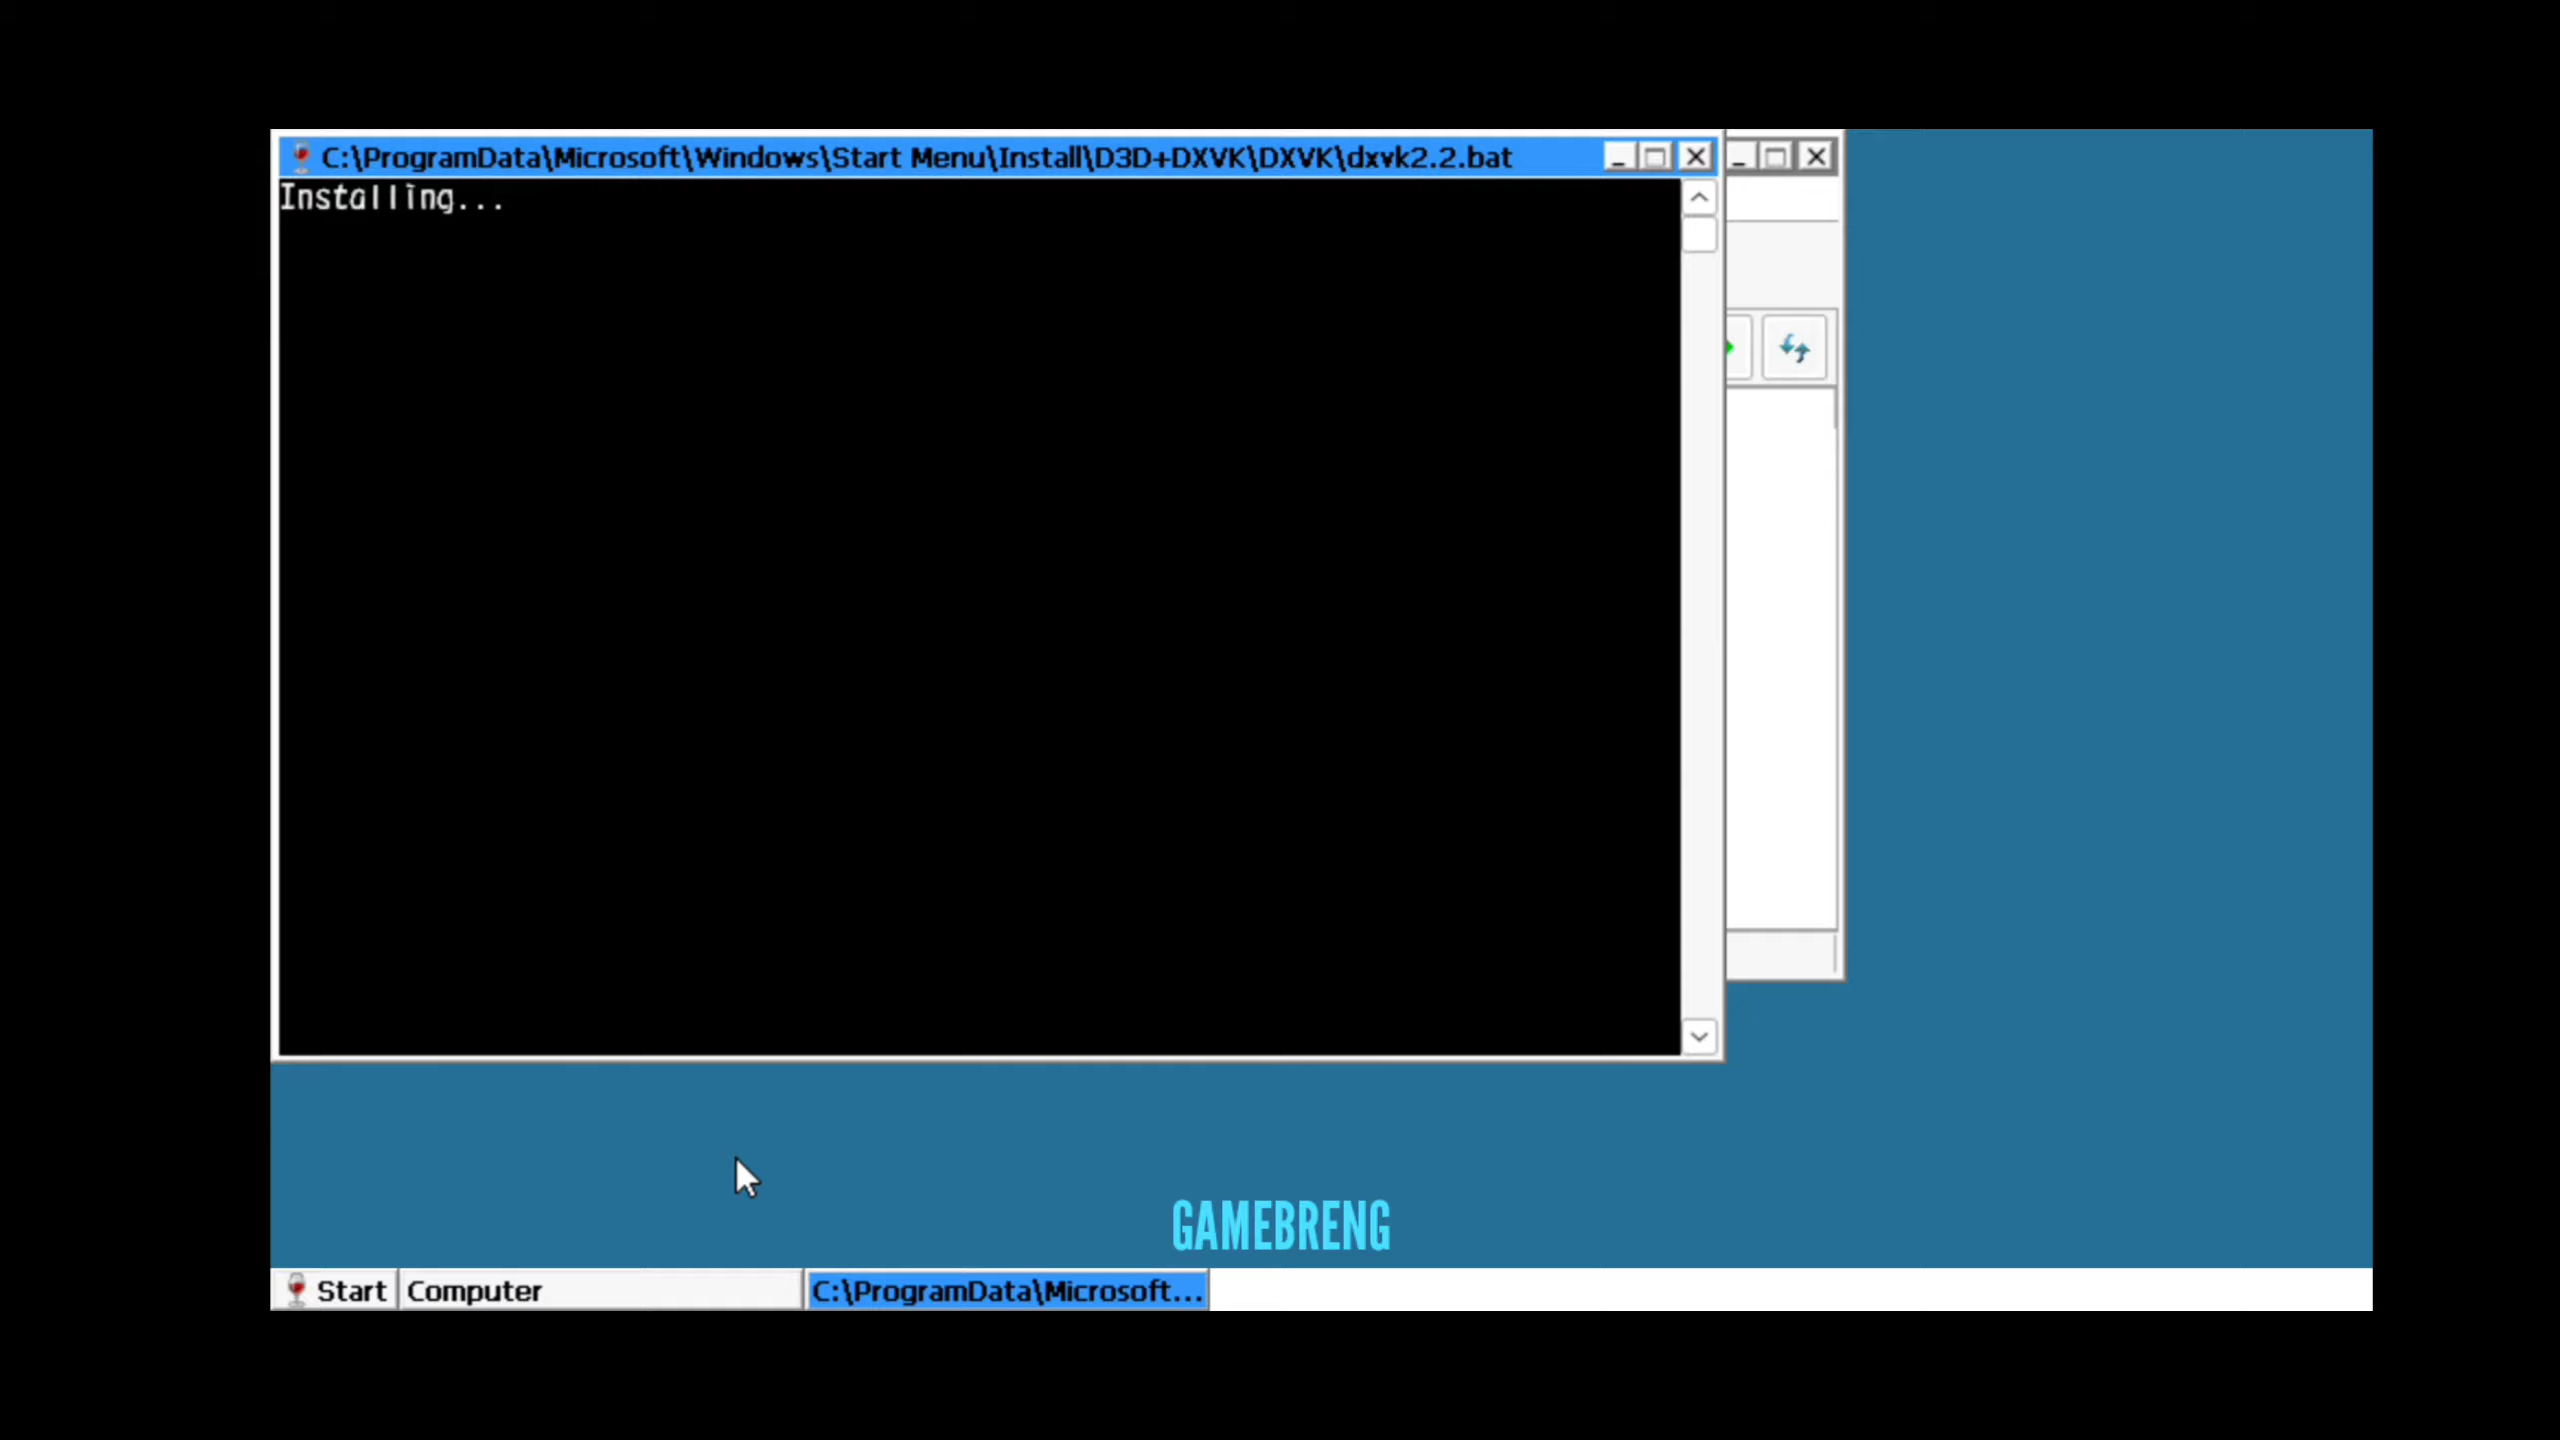 C:\ProgramData\Microsoft\Windows\Start Menu\Install\D3D+DXVK\DXVK\dxvk2.2.bat
Installing...
GAMEBRENG
Start
Computer
C:\ProgramData\Microsoft...